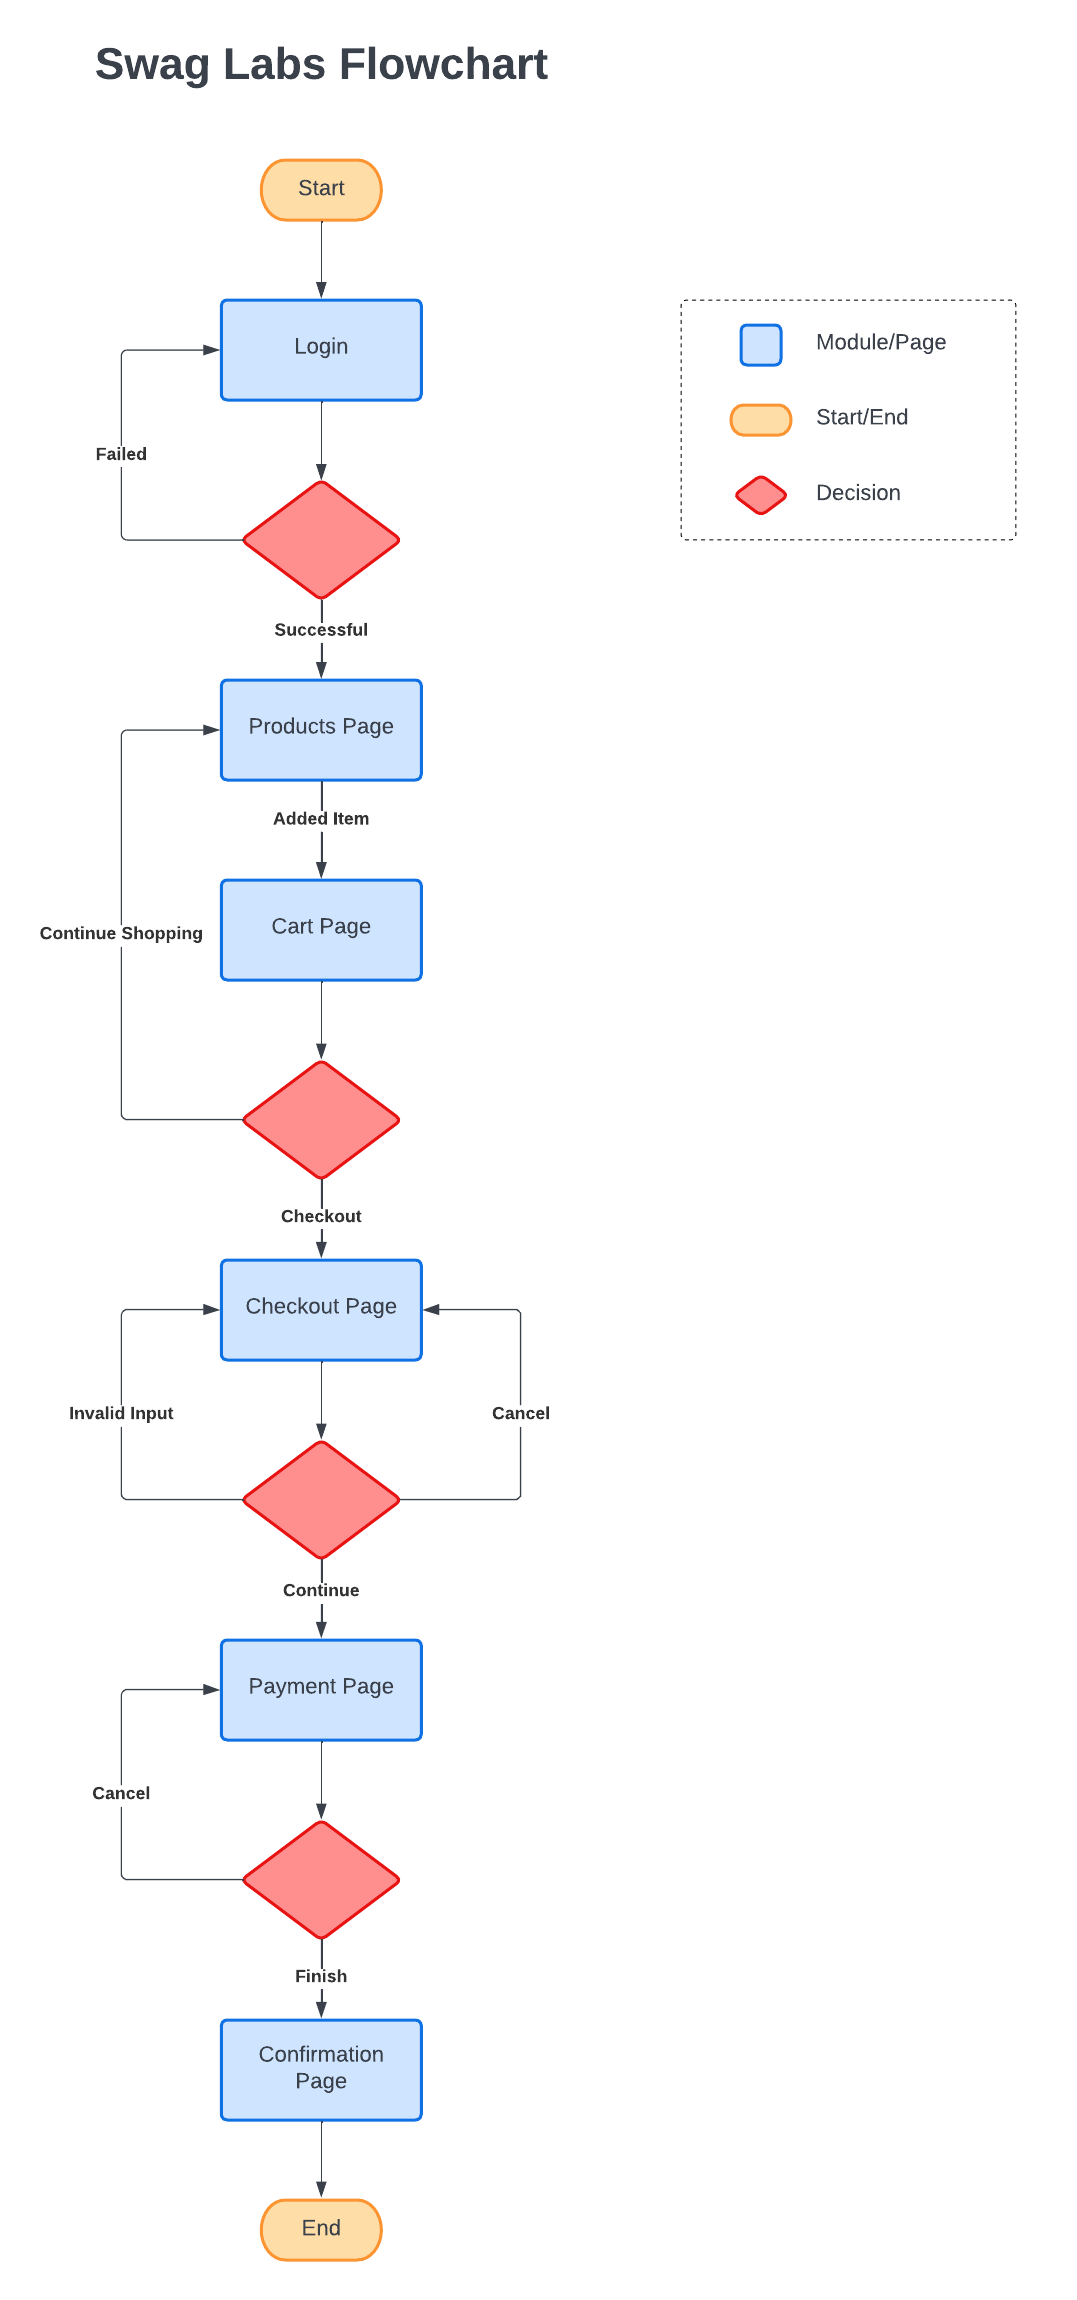 Swag Labs Flowchart
Start
Login
Module/Page
Start/End
Failed
Decision
Successful
Products Page
Added Item
Cart Page
Continue Shopping
Checkout
Checkout Page
Invalid Input
Cancel
Continue
Payment Page
Cancel
Finish
Confirmation
Page
End